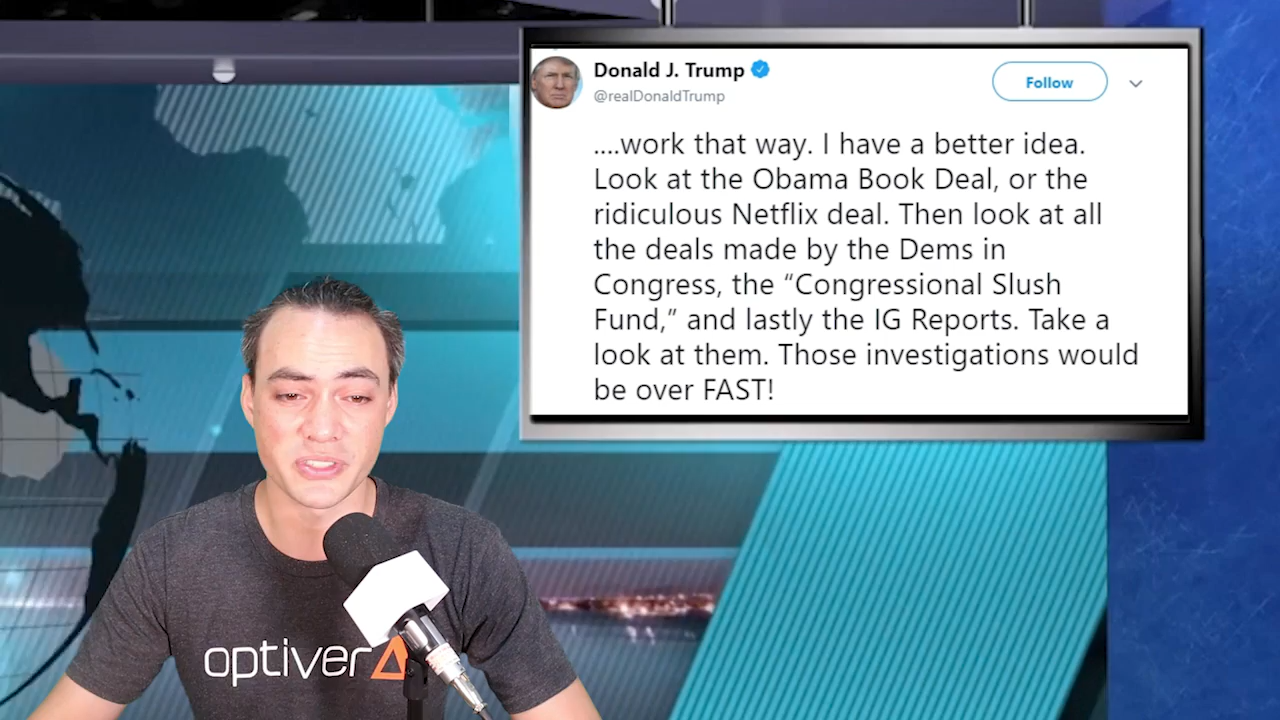 Donald J. Trump
@realDonaldTrump
Follow
....work that way. I have a better idea.
Look at the Obama Book Deal, or the
ridiculous Netflix deal. Then look at all
the deals made by the Dems in
Congress, the “Congressional Slush
Fund,” and lastly the IG Reports. Take a
look at them. Those investigations would
be over FAST!
optiver